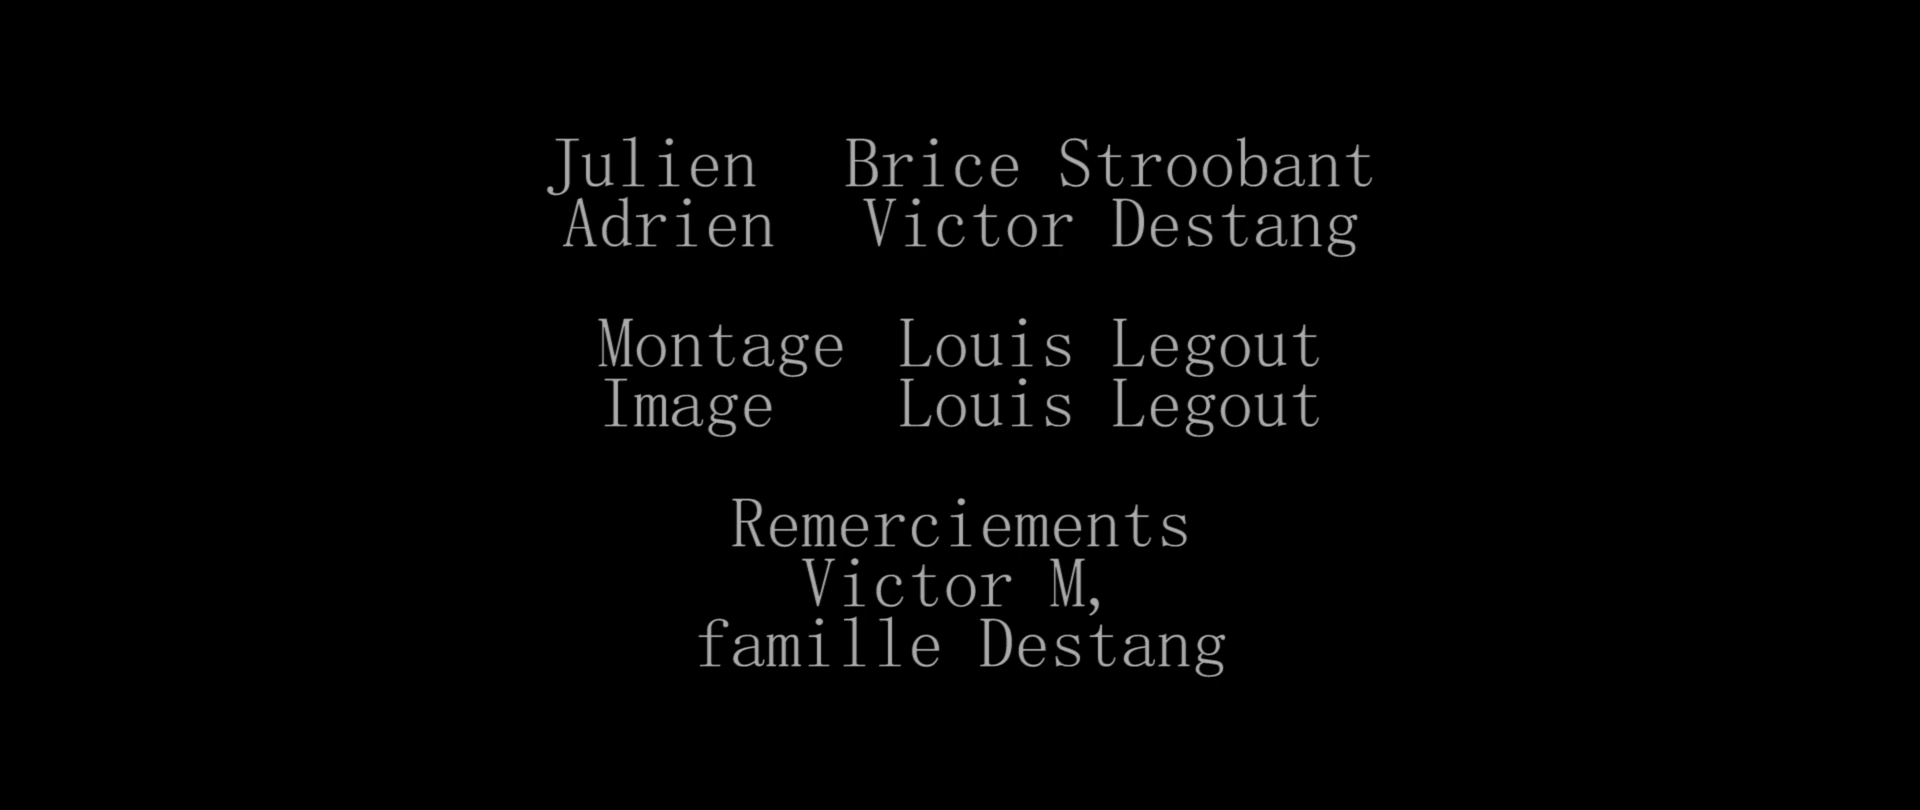 Julien Brice Stroobant
Adrien Victor Destang
Montage Louis Legout
Image Louis Legout
Remerciements
Victor M,
famille Destang